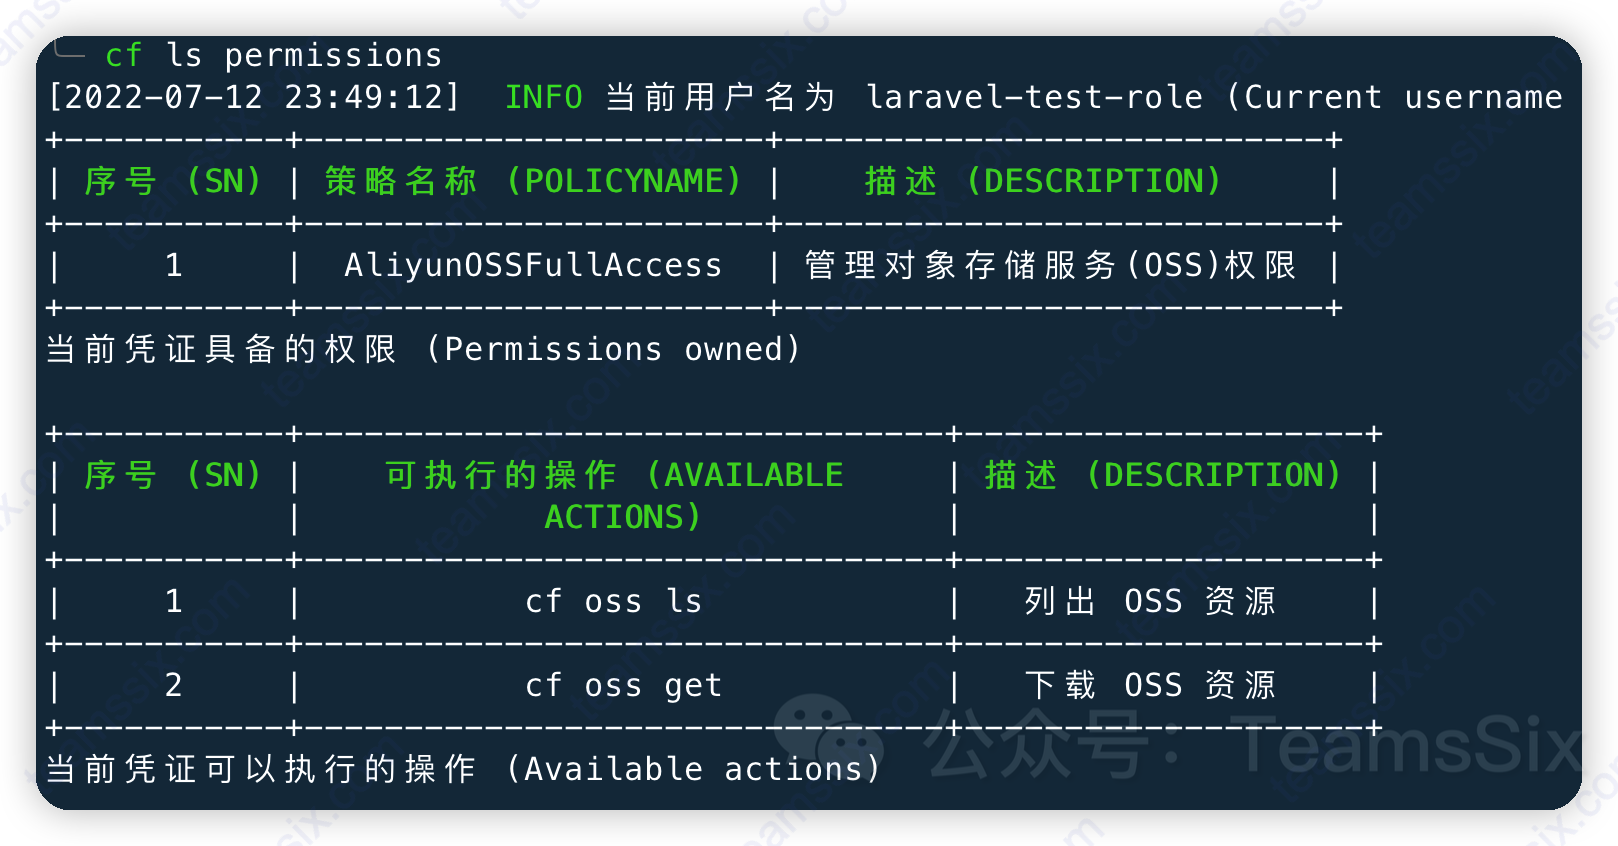 cf ls permissions
[2022-07-12 23:49:12]  INFO 当前用户名为 laravel-test-role (Current username
+-----------+-----------------------+---------------------------+
| 序号 (SN) | 策略名称 (POLICYNAME) |    描述 (DESCRIPTION)     |
+-----------+-----------------------+---------------------------+
|     1     |  AliyunOSSFullAccess  | 管理对象存储服务(OSS)权限 |
+-----------+-----------------------+---------------------------+
当前凭证具备的权限 (Permissions owned)
+-----------+--------------------------------+--------------------+
| 序号 (SN) |    可执行的操作 (AVAILABLE     | 描述 (DESCRIPTION) |
|           |            ACTIONS)            |                    |
+-----------+--------------------------------+--------------------+
|     1     |           cf oss ls            |   列出 OSS 资源    |
+-----------+--------------------------------+--------------------+
|     2     |           cf oss get           |   下载 OSS 资源    |
+-----------+--------------------------------+--------------------+
当前凭证可以执行的操作 (Available actions)
公众号：TeamsSix
teamssix.com